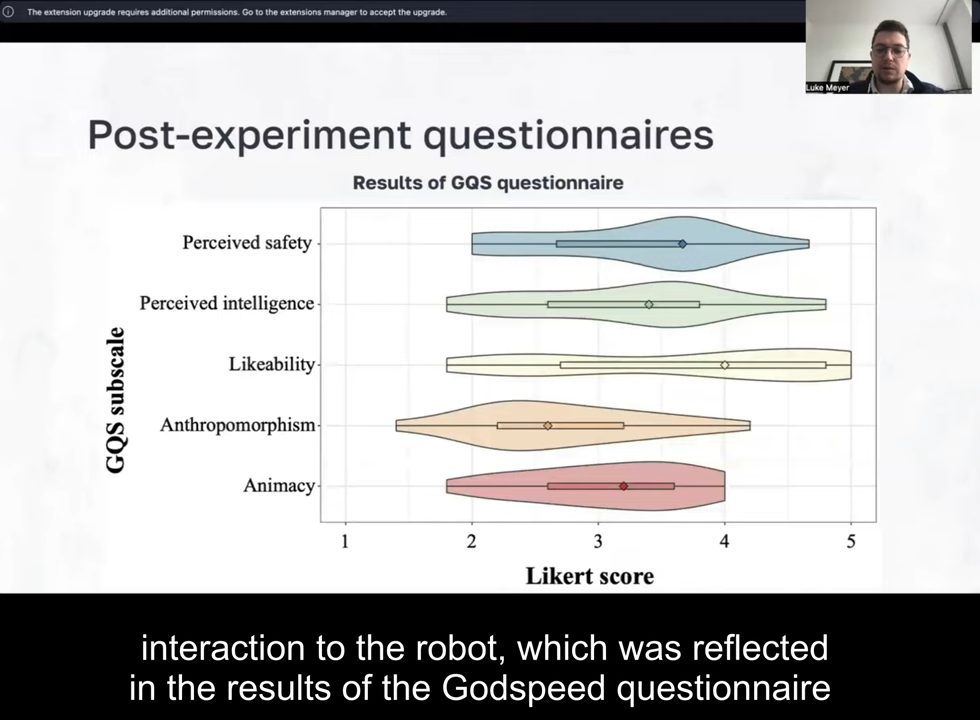 The extension upgrade requires additional permissions. Go to the extensions manager to accept the upgrade.
Luke Meyer
Post-experiment questionnaires
Results of GQS questionnaire
GQS subscale
Perceived safety
Perceived intelligence
Likeability
Anthropomorphism
Animacy
1 2 3 4 5
Likert score
interaction to the robot, which was reflected
in the results of the Godspeed questionnaire